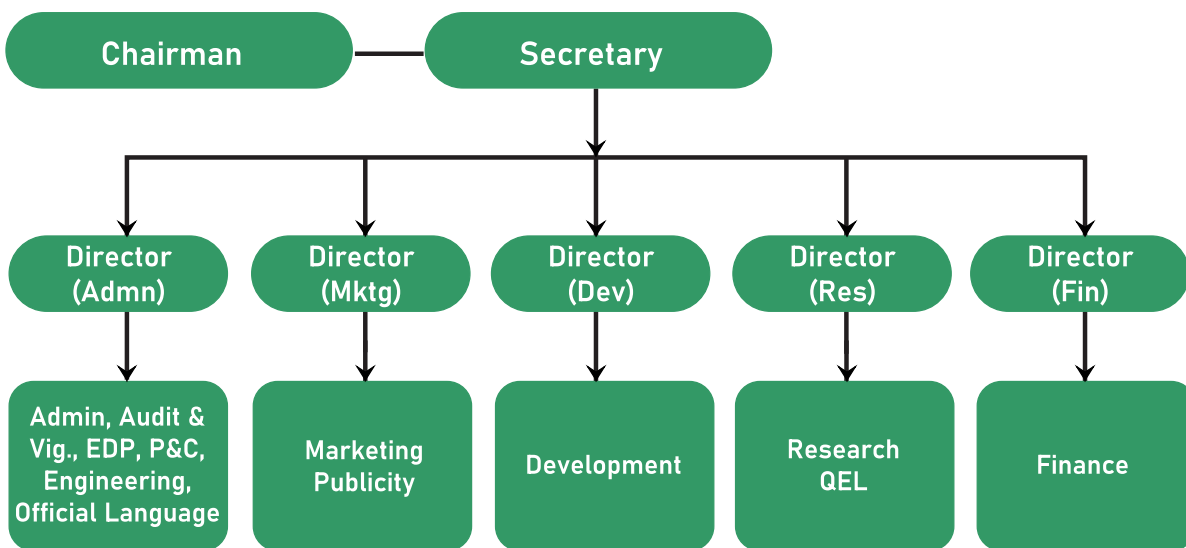 Chairman
Secretary
Director
(Admn)
Director
(Mktg)
Director
(Dev)
Director
(Res)
Director
(Fin)
Admin, Audit &
Vig., EDP, P&C,
Engineering,
Official Language
Marketing
Publicity
Development
Research
QEL
Finance